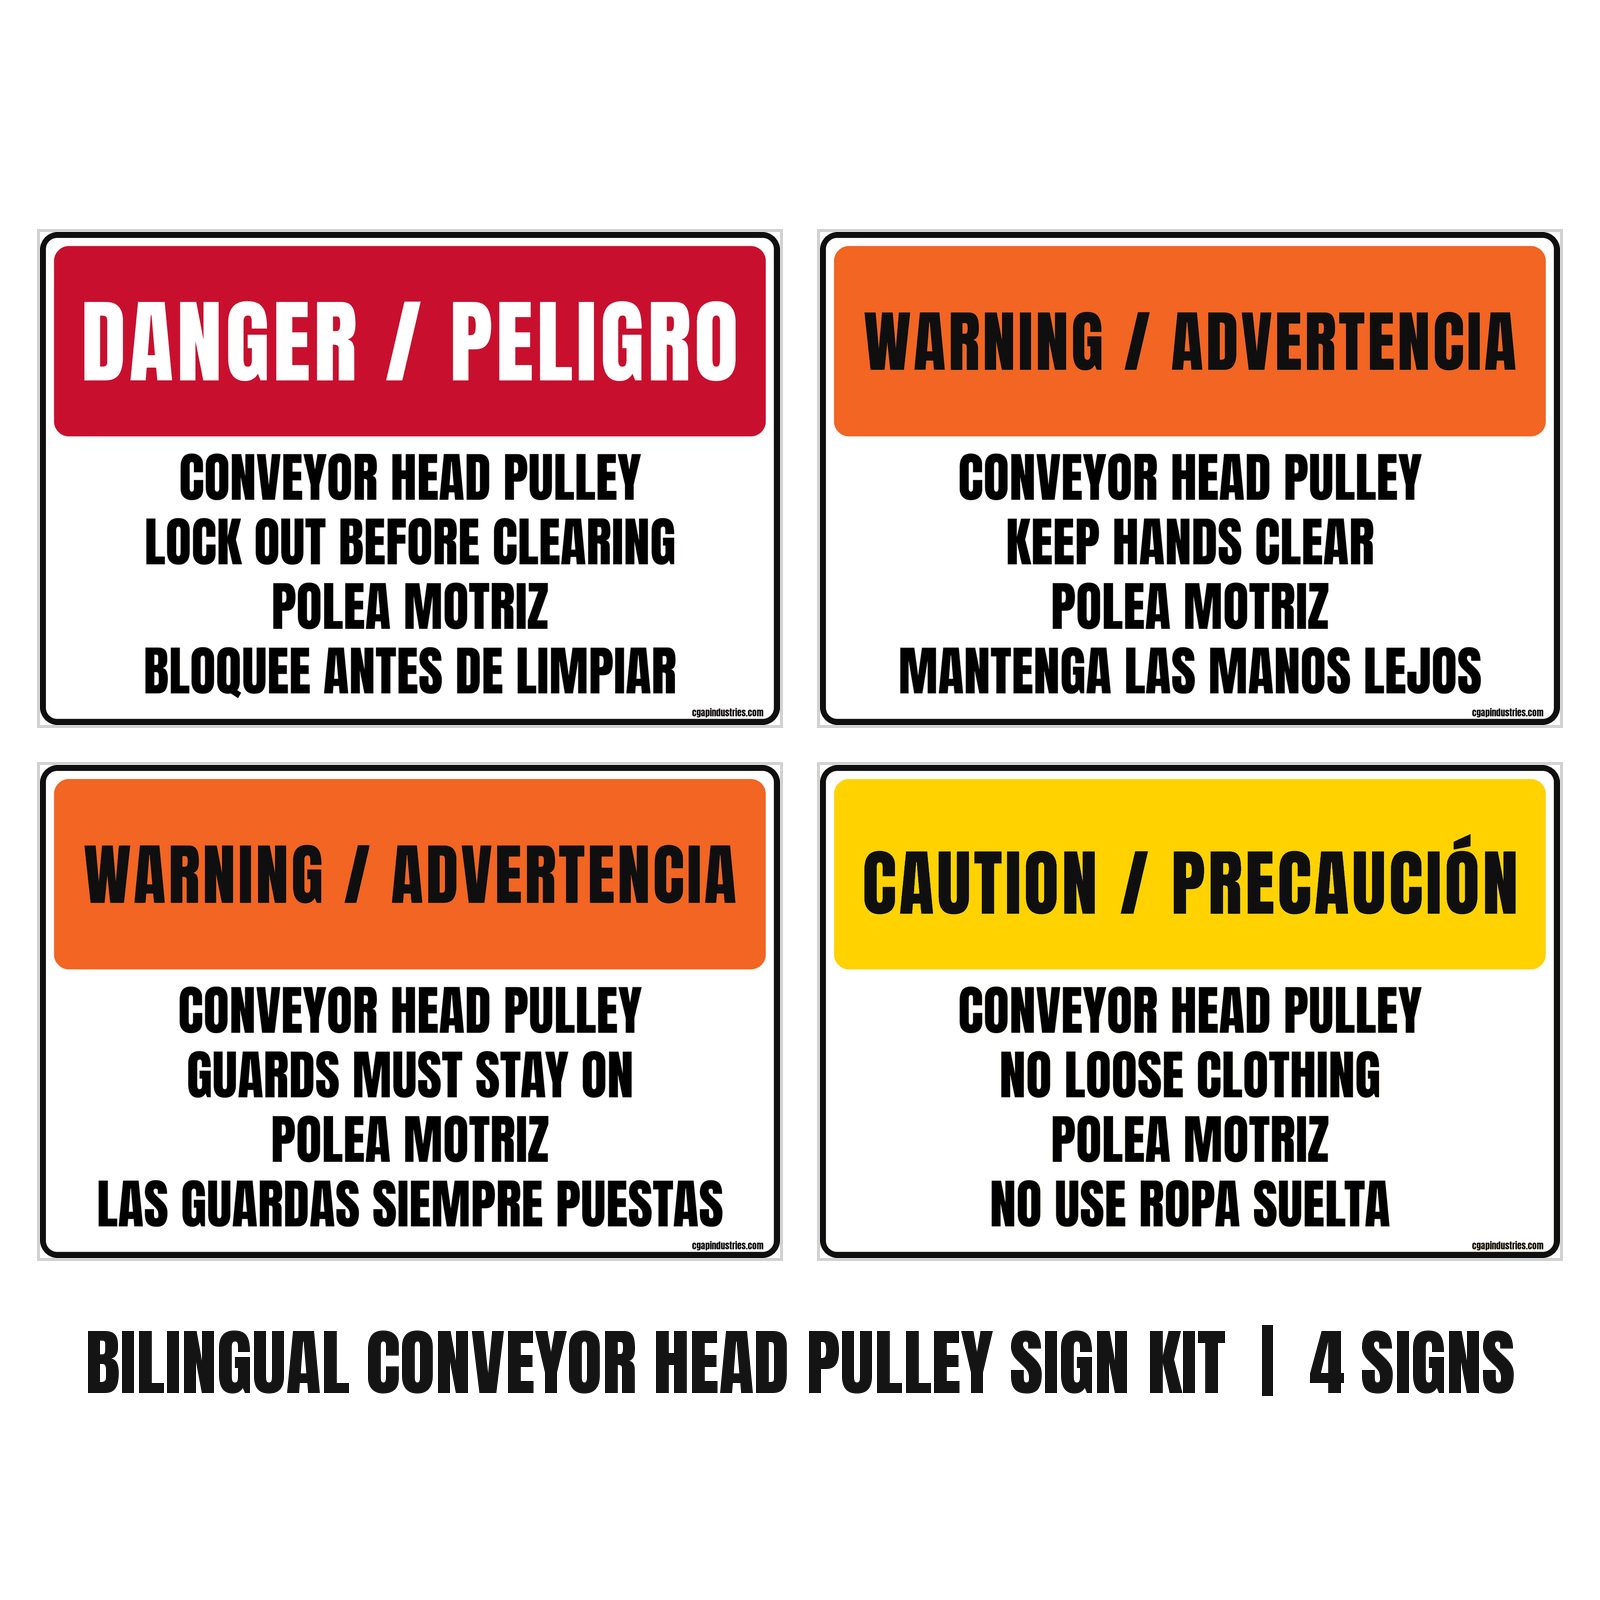 DANGER / PELIGRO
CONVEYOR HEAD PULLEY
LOCK OUT BEFORE CLEARING
POLEA MOTRIZ
BLOQUEE ANTES DE LIMPIAR
cgapindustries.com
WARNING / ADVERTENCIA
CONVEYOR HEAD PULLEY
KEEP HANDS CLEAR
POLEA MOTRIZ
MANTENGA LAS MANOS LEJOS
cgapindustries.com
WARNING / ADVERTENCIA
CONVEYOR HEAD PULLEY
GUARDS MUST STAY ON
POLEA MOTRIZ
LAS GUARDAS SIEMPRE PUESTAS
cgapindustries.com
CAUTION / PRECAUCIÓN
CONVEYOR HEAD PULLEY
NO LOOSE CLOTHING
POLEA MOTRIZ
NO USE ROPA SUELTA
cgapindustries.com
BILINGUAL CONVEYOR HEAD PULLEY SIGN KIT | 4 SIGNS